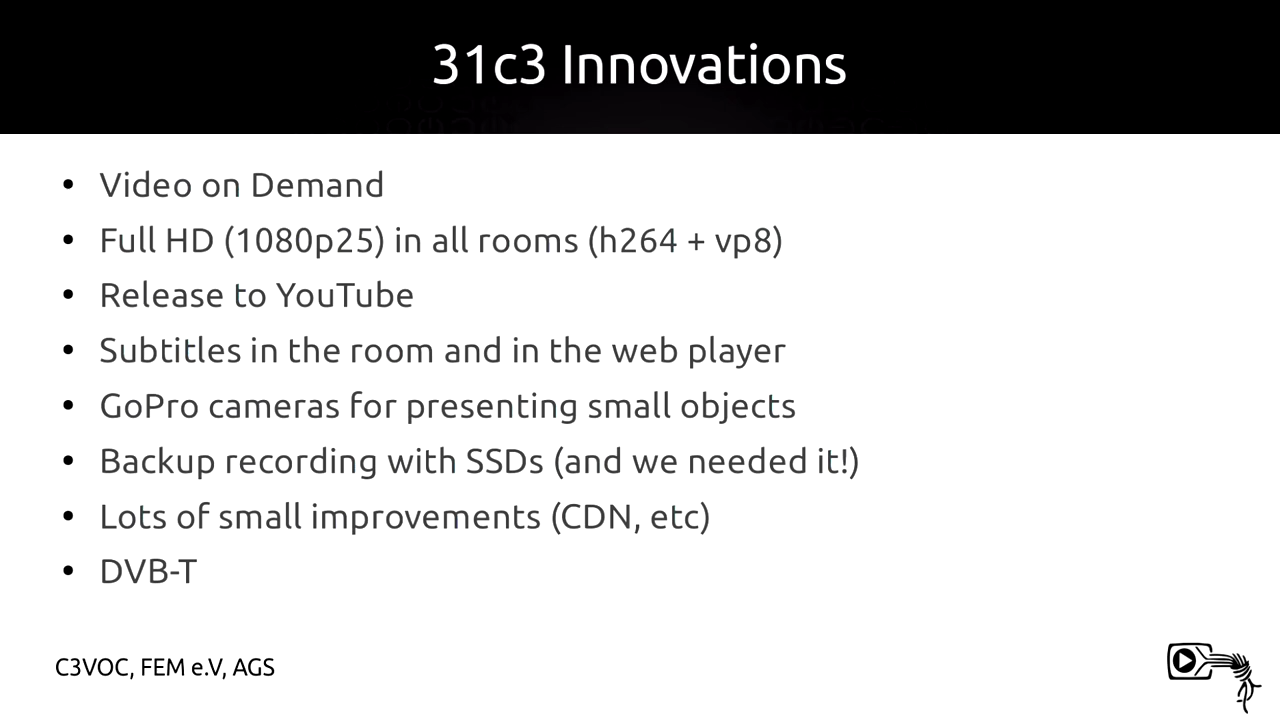 31c3 Innovations
• Video on Demand
• Full HD (1080p25) in all rooms (h264 + vp8)
• Release to YouTube
• Subtitles in the room and in the web player
• GoPro cameras for presenting small objects
• Backup recording with SSDs (and we needed it!)
• Lots of small improvements (CDN, etc)
• DVB-T
C3VOC, FEM e.V, AGS